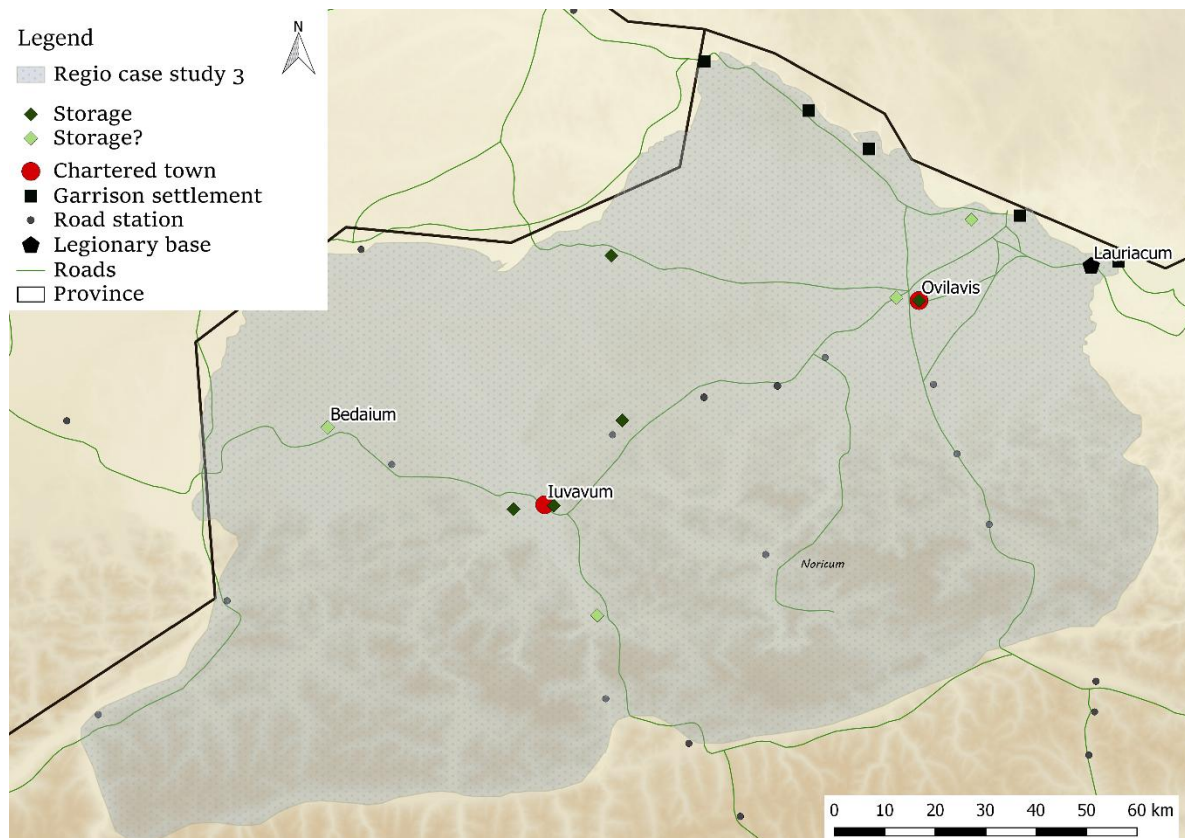 Legend
N
Regio case study 3
Storage
Storage?
Chartered town
Garrison settlement
Road station
Legionary base
Roads
Province
Lauriacum
Ovilavis
Bedaium
Iuvavum
Noricum
0 10 20 30 40 50 60 km